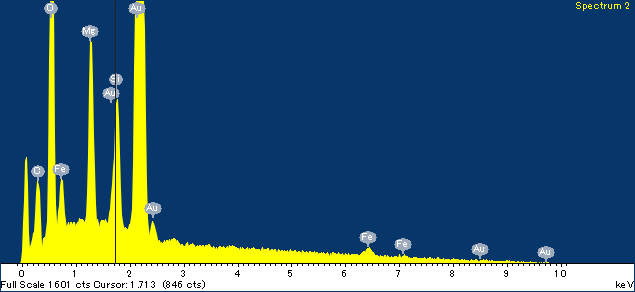 Spectrum 2
O Au
Mg
Si
Au
Fe
Au
Fe
Fe
Au
Au
0 1 2 3 4 5 6 7 8 9 10
Full Scale 1601 cts Cursor: 1.713 (846 cts) keV